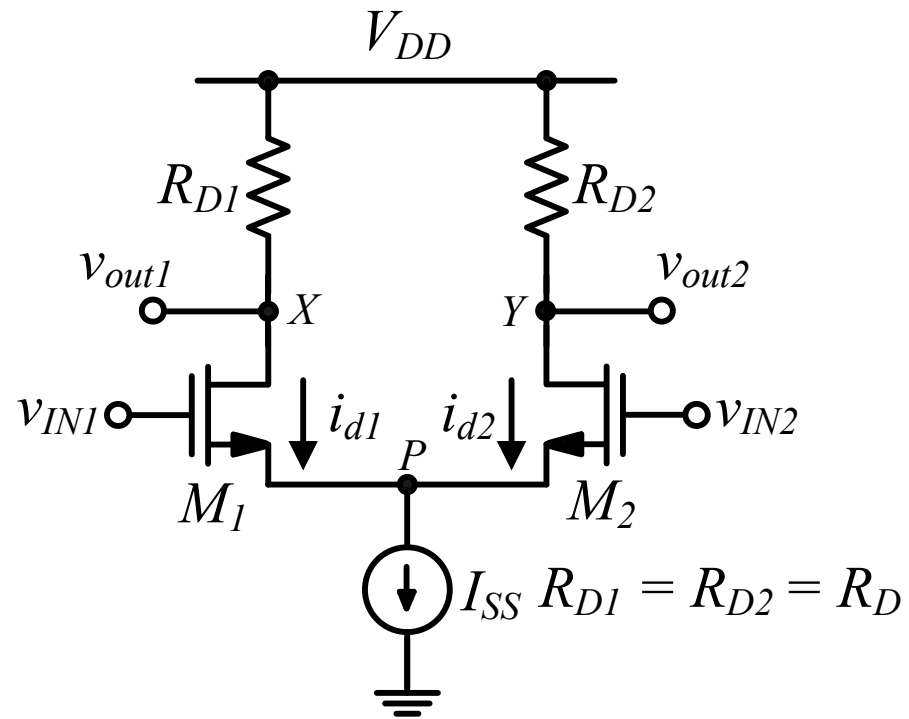 V_DD
R_D1 R_D2
v_out1 v_out2
X Y
v_IN1 i_d1 i_d2 v_IN2
P
M_1 M_2
I_SS R_D1 = R_D2 = R_D